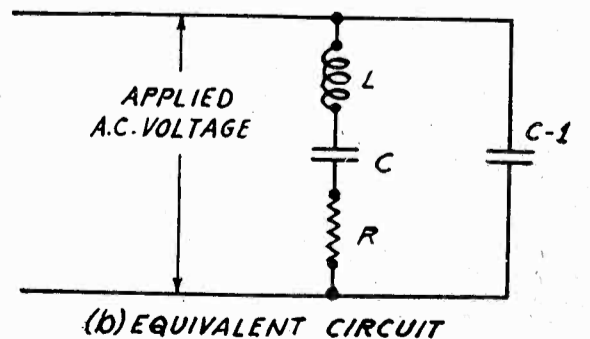 APPLIED
A.C. VOLTAGE
L
C
R
C-1
(b) EQUIVALENT CIRCUIT